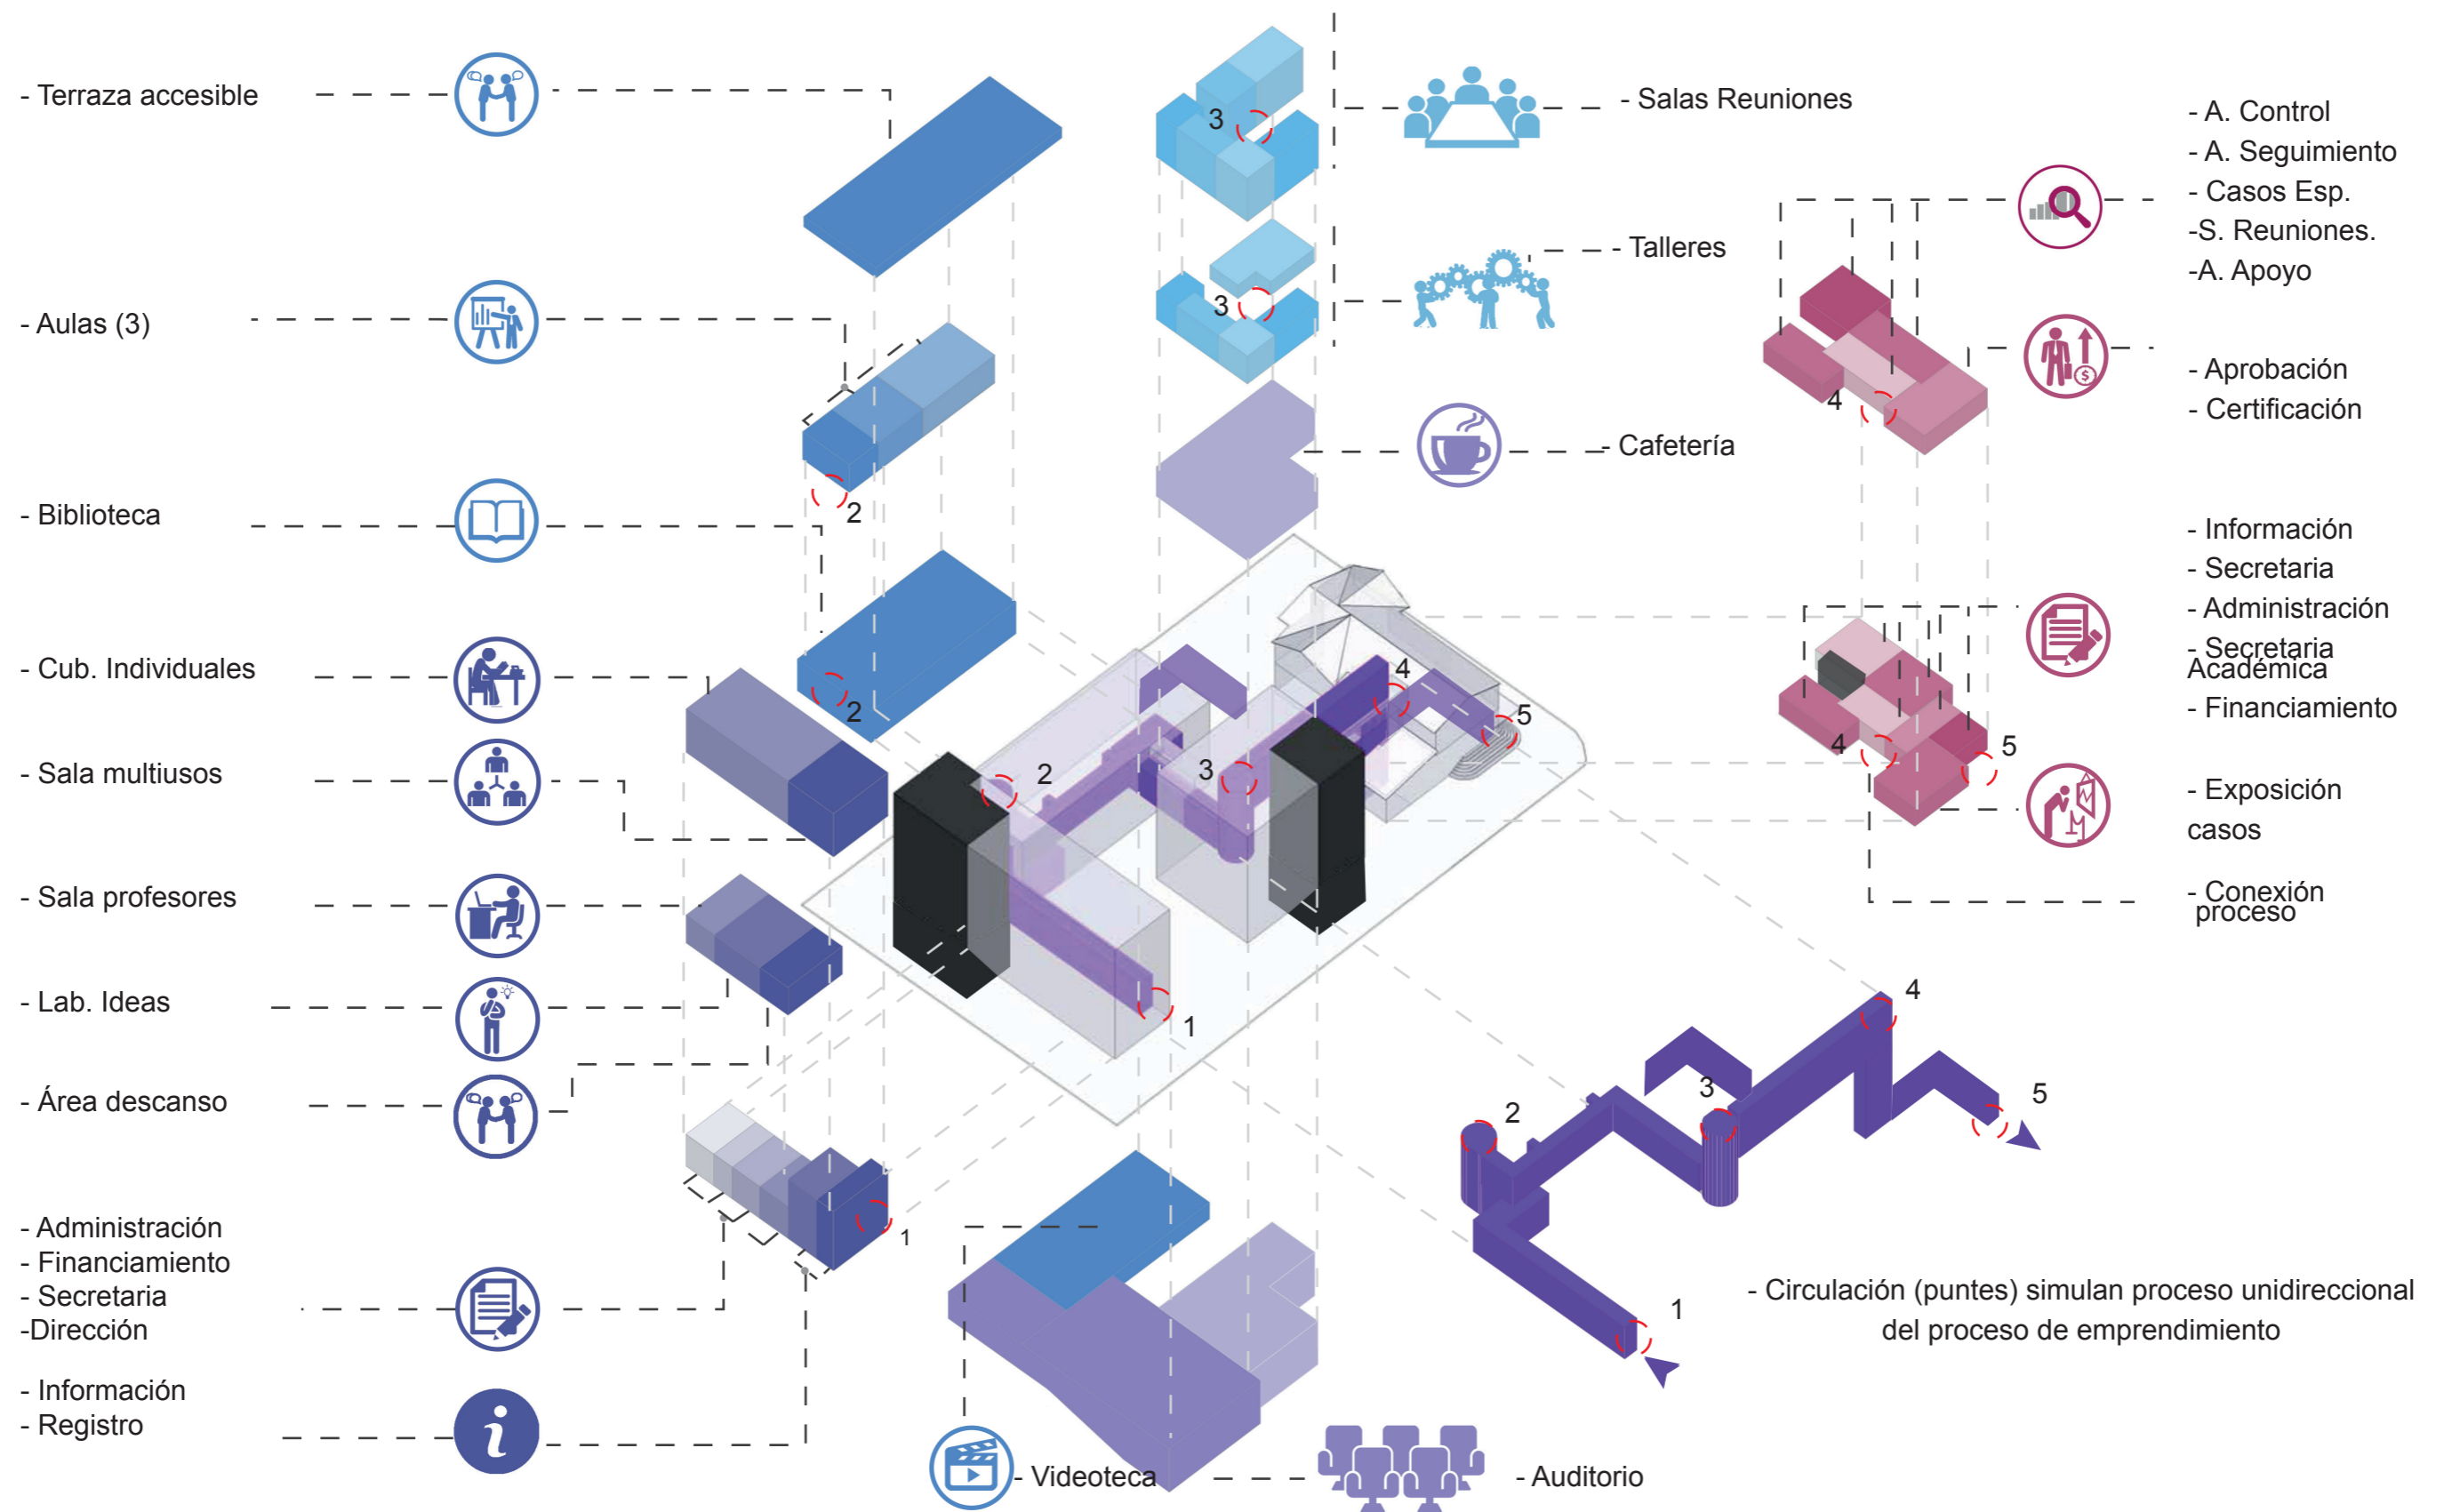 - Terraza accesible
- Aulas (3)
- Biblioteca
- Cub. Individuales
- Sala multiusos
- Sala profesores
- Lab. Ideas
- Área descanso
- Administración
- Financiamiento
- Secretaria
-Dirección
- Información
- Registro
i
2
2
1
3
3
- Salas Reuniones
- Talleres
- Cafetería
2
3
4
5
1
- Videoteca
- Auditorio
- A. Control
- A. Seguimiento
- Casos Esp.
-S. Reuniones.
-A. Apoyo
$
- Aprobación
- Certificación
4
- Información
- Secretaria
- Administración
- Secretaria
Académica
- Financiamiento
4
5
- Exposición
casos
- Conexión
proceso
4
3
5
2
1
- Circulación (puntes) simulan proceso unidireccional
del proceso de emprendimiento